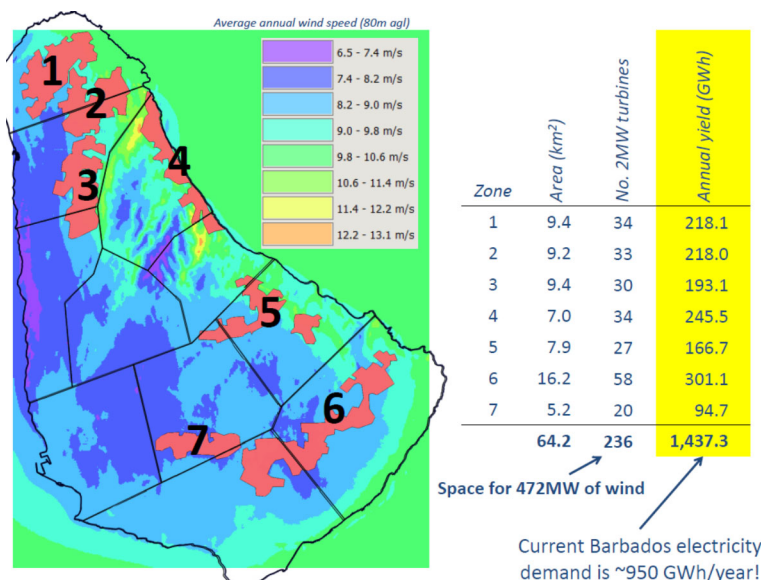 Average annual wind speed (80m agl)
6.5 - 7.4 m/s
7.4 - 8.2 m/s
8.2 - 9.0 m/s
9.0 - 9.8 m/s
9.8 - 10.6 m/s
10.6 - 11.4 m/s
11.4 - 12.2 m/s
12.2 - 13.1 m/s
1
2
3
4
5
6
7
Zone Area (km²) No. 2MW turbines Annual yield (GWh)
1 9.4 34 218.1
2 9.2 33 218.0
3 9.4 30 193.1
4 7.0 34 245.5
5 7.9 27 166.7
6 16.2 58 301.1
7 5.2 20 94.7
64.2 236 1,437.3
Space for 472MW of wind
Current Barbados electricity
demand is ~950 GWh/year!